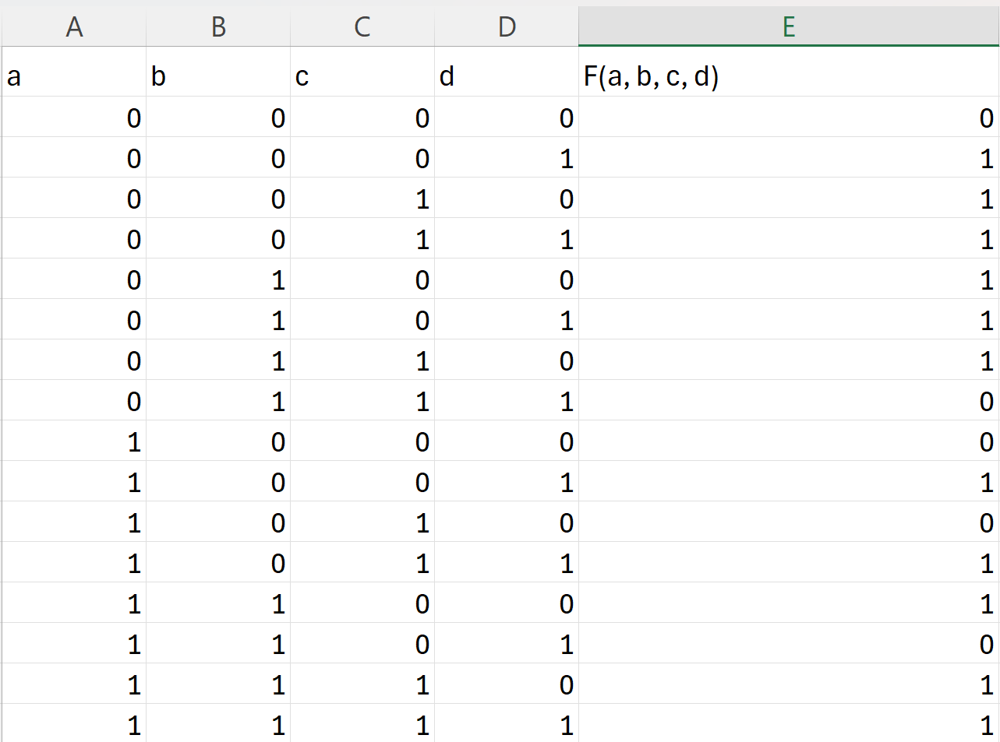 A B C D E
a b c d F(a, b, c, d)
0 0 0 0 0
0 0 0 1 1
0 0 1 0 1
0 0 1 1 1
0 1 0 0 1
0 1 0 1 1
0 1 1 0 1
0 1 1 1 0
1 0 0 0 0
1 0 0 1 1
1 0 1 0 0
1 0 1 1 1
1 1 0 0 1
1 1 0 1 0
1 1 1 0 1
1 1 1 1 1